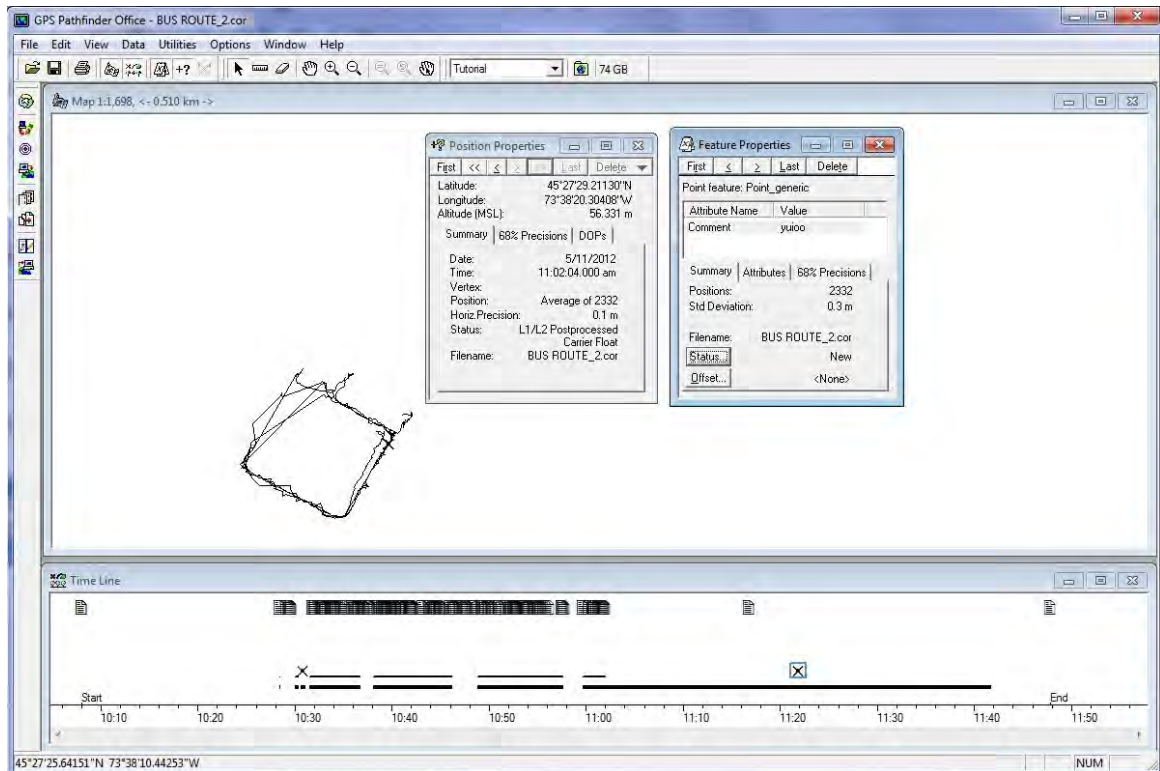 GPS Pathfinder Office - BUS ROUTE_2.cor
File Edit View Data Utilities Options Window Help
Tutorial 74 GB
Map 1:1,698, <- 0.510 km ->
Position Properties
First << < > >> Last Delete
Latitude: 45°27'29.21130"N
Longitude: 73°38'20.30408"W
Altitude (MSL): 56.331 m
Summary 68% Precisions DOPs
Date: 5/11/2012
Time: 11:02:04.000 am
Vertex:
Position: Average of 2332
Horiz Precision: 0.1 m
Status: L1/L2 Postprocessed
Carrier Float
Filename: BUS ROUTE_2.cor
Feature Properties
First < > Last Delete
Point feature: Point_generic
Attribute Name Value
Comment yuioo
Summary Attributes 68% Precisions
Positions: 2332
Std Deviation: 0.3 m
Filename: BUS ROUTE_2.cor
Status... New
Offset... <None>
Time Line
Start End
10:10 10:20 10:30 10:40 10:50 11:00 11:10 11:20 11:30 11:40 11:50
45°27'25.64151"N 73°38'10.44253"W NUM